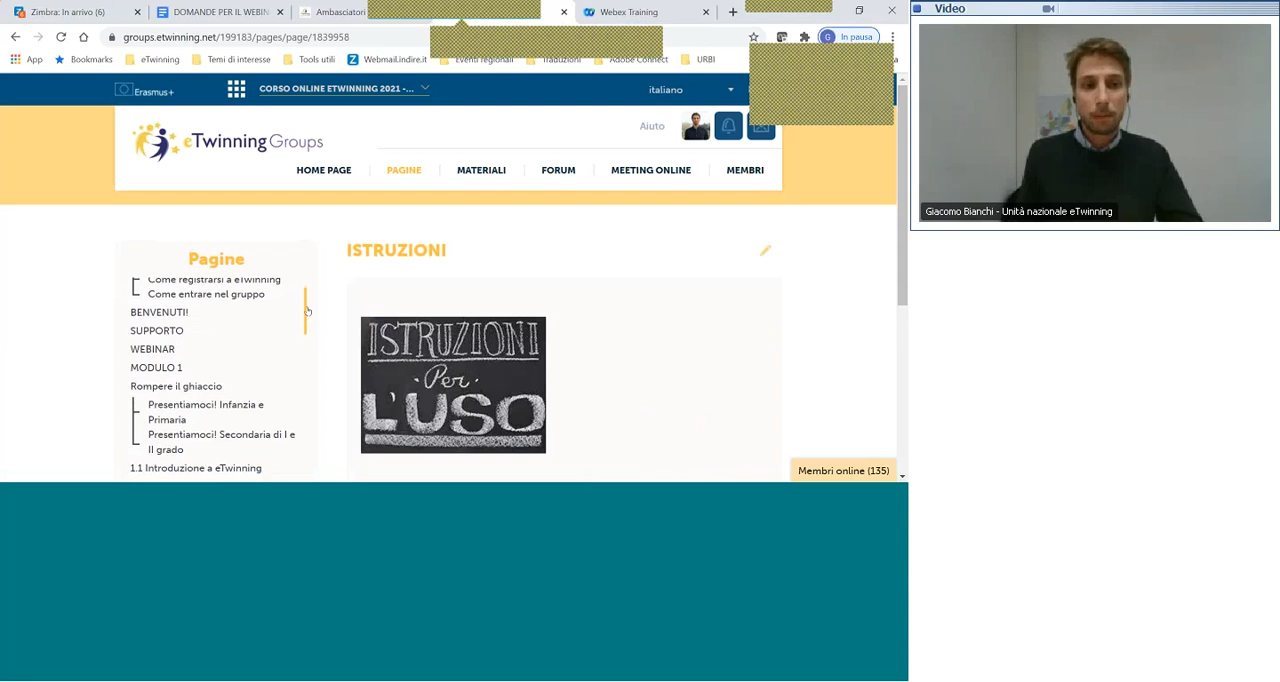 Zimbra: In arrivo (6)
DOMANDE PER IL WEBIN
Ambasciatori
Webex Training
groups.etwinning.net/199183/pages/page/1839958
In pausa
App
Bookmarks
eTwinning
Temi di interesse
Tools utili
Webmail.indire.it
Eventi regionali
Traduzioni
Adobe Connect
URBI
Erasmus+
CORSO ONLINE ETWINNING 2021 -...
italiano
eTwinning Groups
Aiuto
HOME PAGE
PAGINE
MATERIALI
FORUM
MEETING ONLINE
MEMBRI
Pagine
Come registrarsi a eTwinning
Come entrare nel gruppo
BENVENUTI!
SUPPORTO
WEBINAR
MODULO 1
Rompere il ghiaccio
Presentiamoci! Infanzia e
Primaria
Presentiamoci! Secondaria di I e
II grado
1.1 Introduzione a eTwinning
ISTRUZIONI
ISTRUZIONI
·Per·
L'USO
Membri online (135)
Video
Giacomo Bianchi - Unità nazionale eTwinning